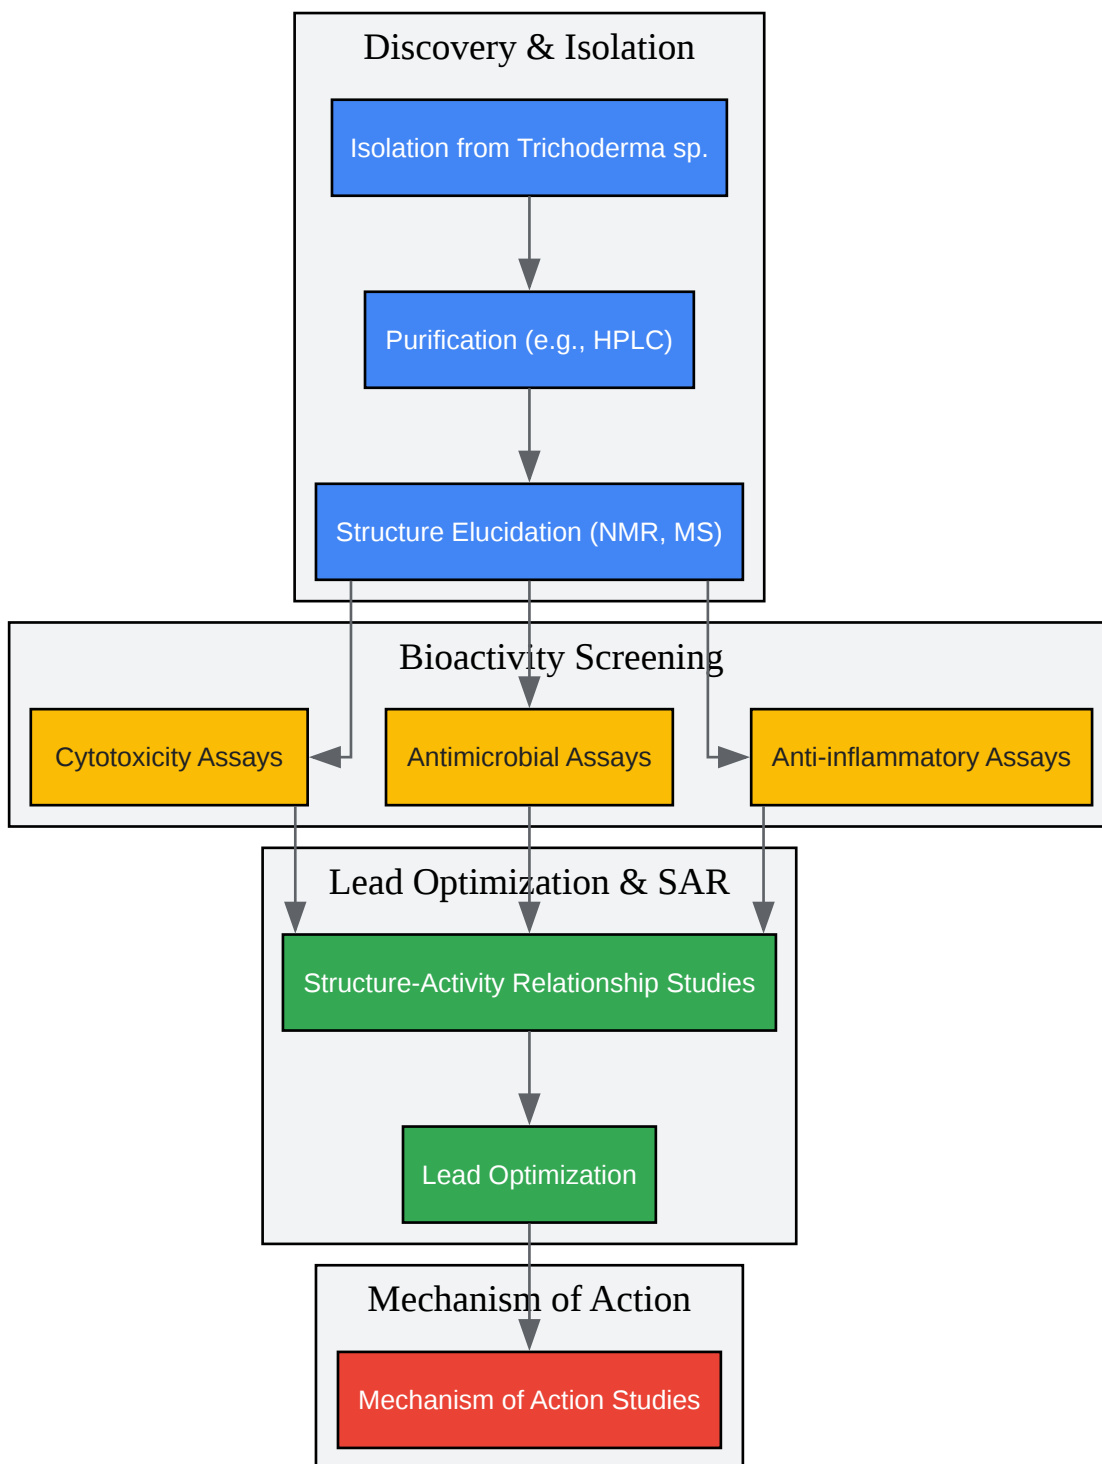 Discovery & Isolation
Isolation from Trichoderma sp.
Purification (e.g., HPLC)
Structure Elucidation (NMR, MS)
Bioactivity Screening
Cytotoxicity Assays
Antimicrobial Assays
Anti-inflammatory Assays
Lead Optimization & SAR
Structure-Activity Relationship Studies
Lead Optimization
Mechanism of Action
Mechanism of Action Studies